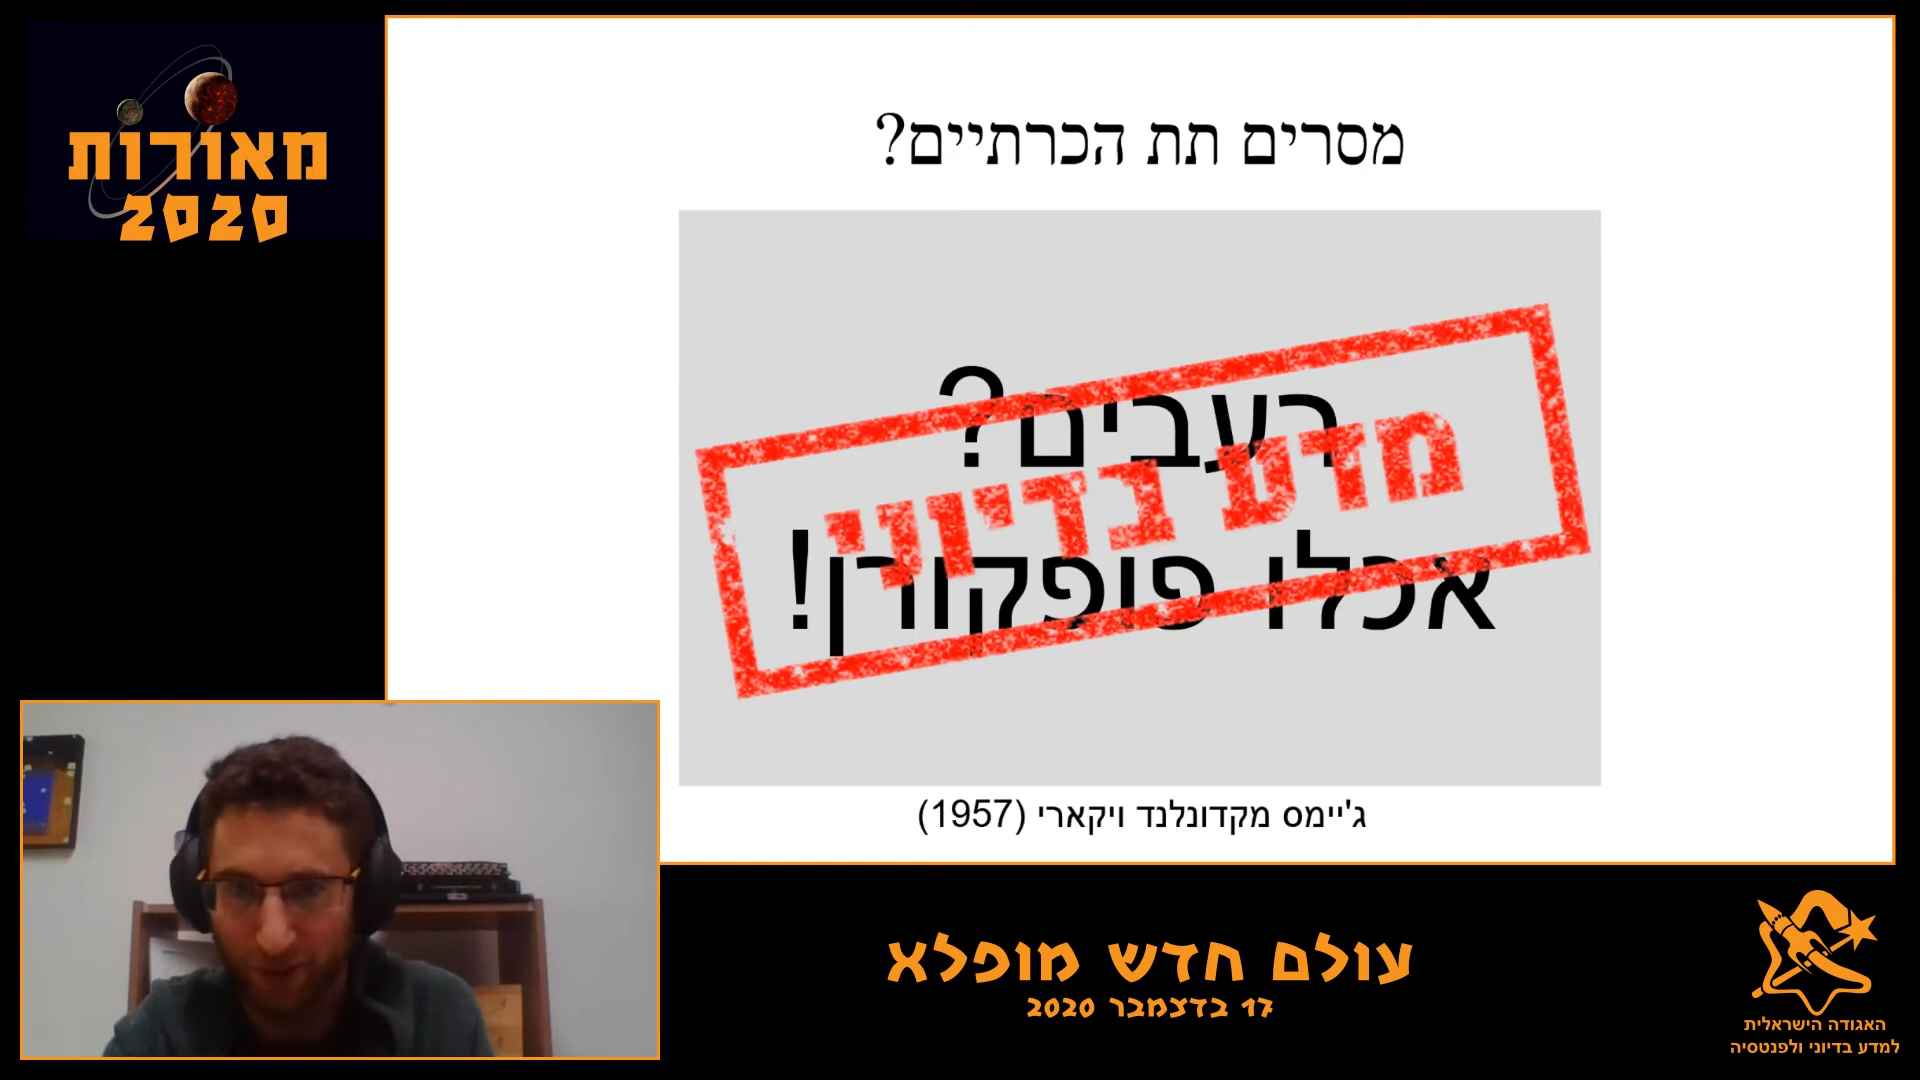 מאורות
2020
מסרים תת הכרתיים?
רעבים?
מדע בדיוני
אכלו פופקורן!
ג'יימס מקדונלנד ויקארי (1957)
עולם חדש מופלא
17 בדצמבר 2020
האגודה הישראלית
למדע בדיוני ולפנטסיה